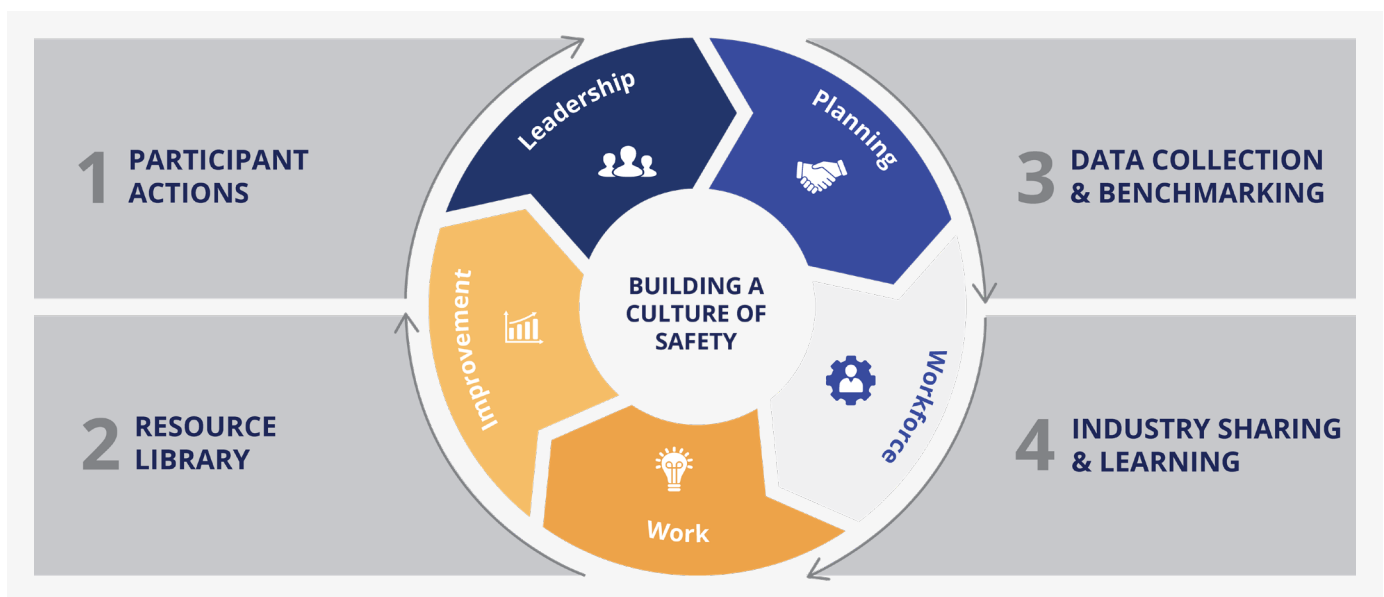 1 PARTICIPANT
ACTIONS
2 RESOURCE
LIBRARY
Leadership
Planning
Workforce
Work
Improvement
BUILDING A
CULTURE OF
SAFETY
3 DATA COLLECTION
& BENCHMARKING
4 INDUSTRY SHARING
& LEARNING